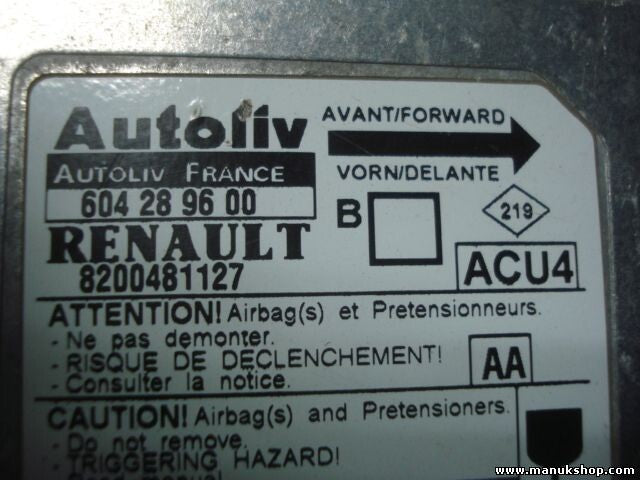 Autoliv
AUTOLIV FRANCE
604 28 96 00
RENAULT
8200481127
AVANT/FORWARD
VORN/DELANTE
B
219
ACU4
ATTENTION! Airbag(s) et Pretensionneurs.
- Ne pas demonter.
- RISQUE DE DECLENCHEMENT!
- Consulter la notice.
AA
CAUTION! Airbag(s) and Pretensioners.
- Do not remove.
- TRIGGERING HAZARD!
www.manukshop.com